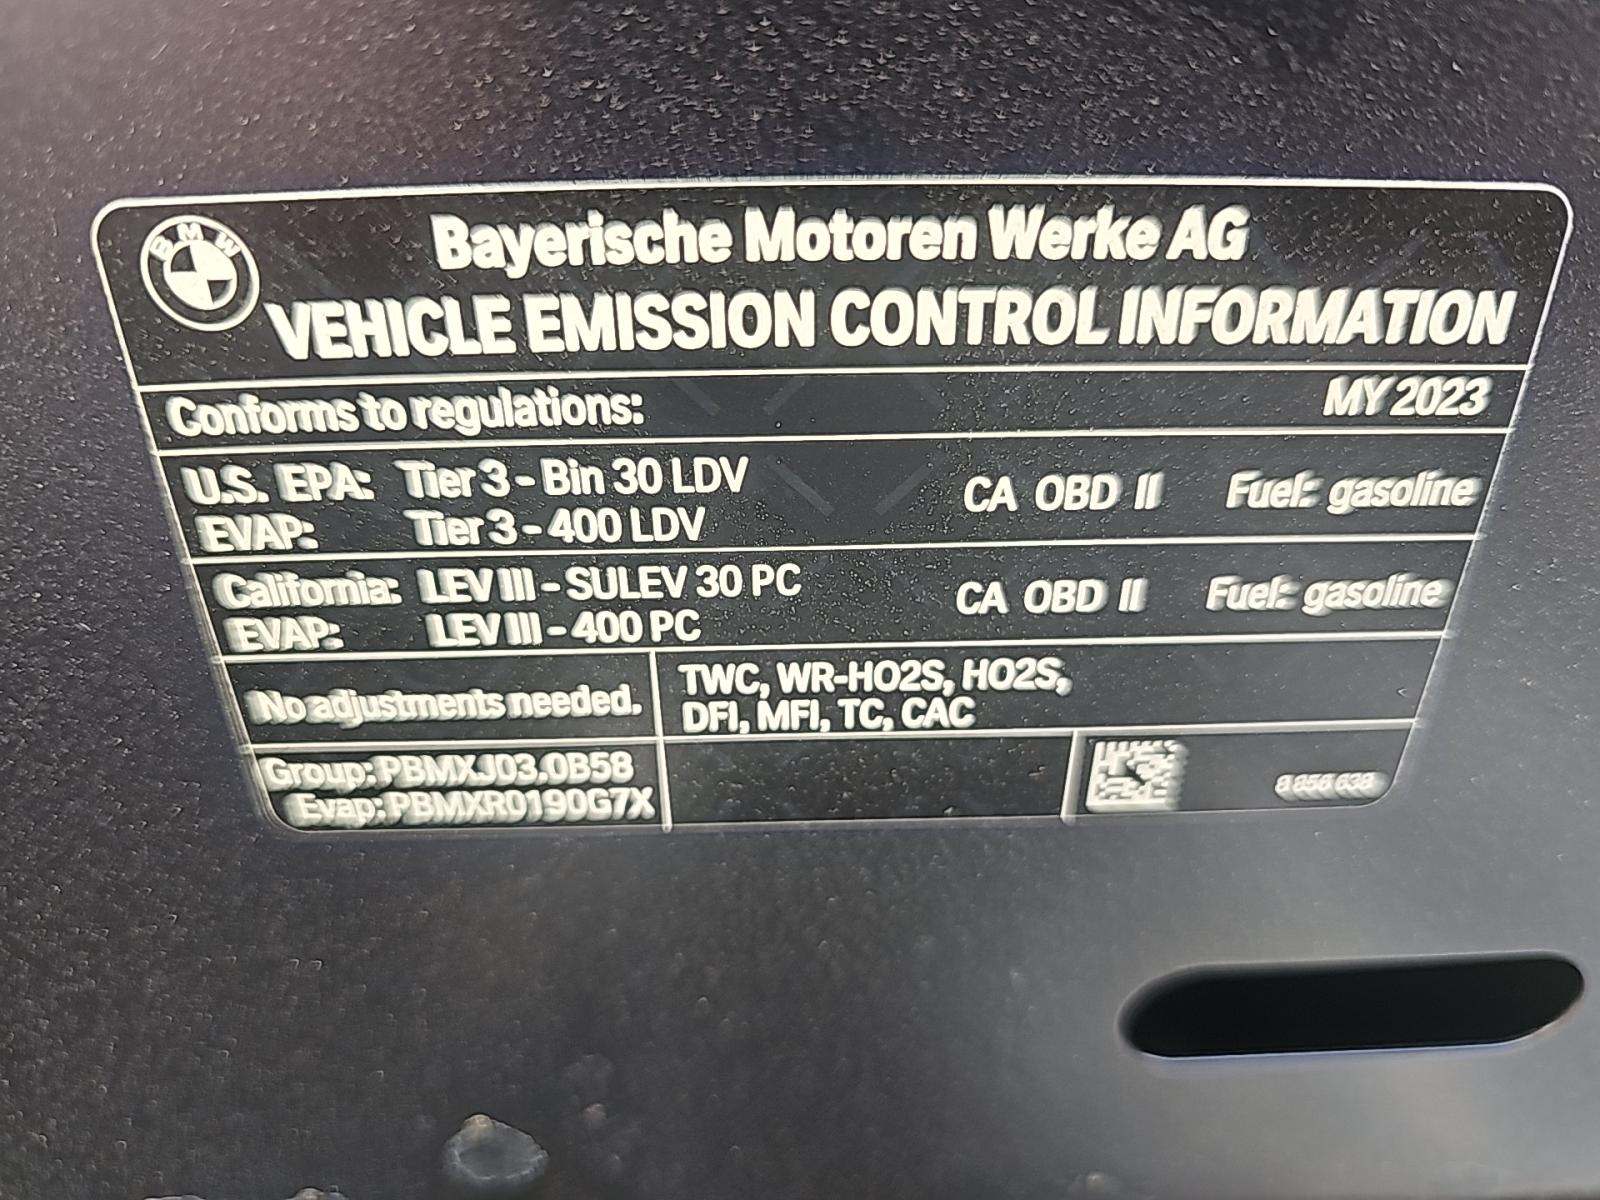 BMW
Bayerische Motoren Werke AG
VEHICLE EMISSION CONTROL INFORMATION
Conforms to regulations: MY 2023
U.S. EPA: Tier 3 - Bin 30 LDV CA OBD II Fuel: gasoline
EVAP: Tier 3 - 400 LDV
California: LEV III - SULEV 30 PC CA OBD II Fuel: gasoline
EVAP: LEV III - 400 PC
No adjustments needed. TWC, WR-HO2S, HO2S,
DFI, MFI, TC, CAC
Group: PBMXJ03.0B58
Evap: PBMXR0190G7X
8 856 638